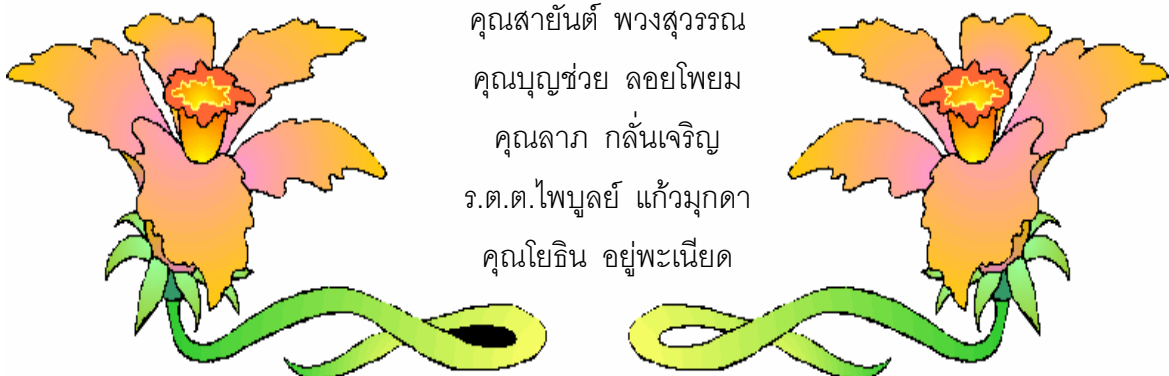 คุณสายันต์ พวงสุวรรณ
คุณบุญช่วย ลอยโพยม
คุณลาภ กลั่นเจริญ
ร.ต.ต.ไพบูลย์ แก้วมุกดา
คุณโยธิน อยู่พะเนียด